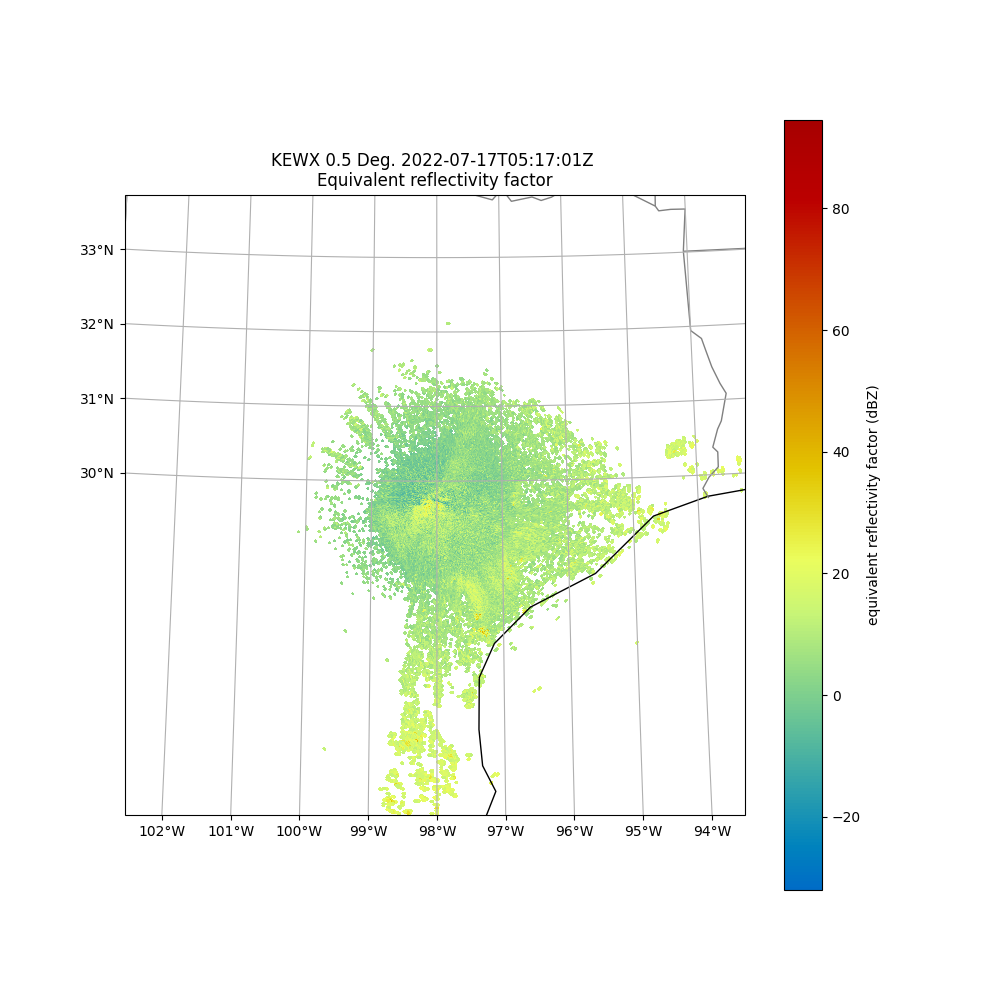 KEWX 0.5 Deg. 2022-07-17T05:17:01Z
Equivalent reflectivity factor
33°N
32°N
31°N
30°N
102°W 101°W 100°W 99°W 98°W 97°W 96°W 95°W 94°W
80
60
40
20
0
−20
equivalent reflectivity factor (dBZ)